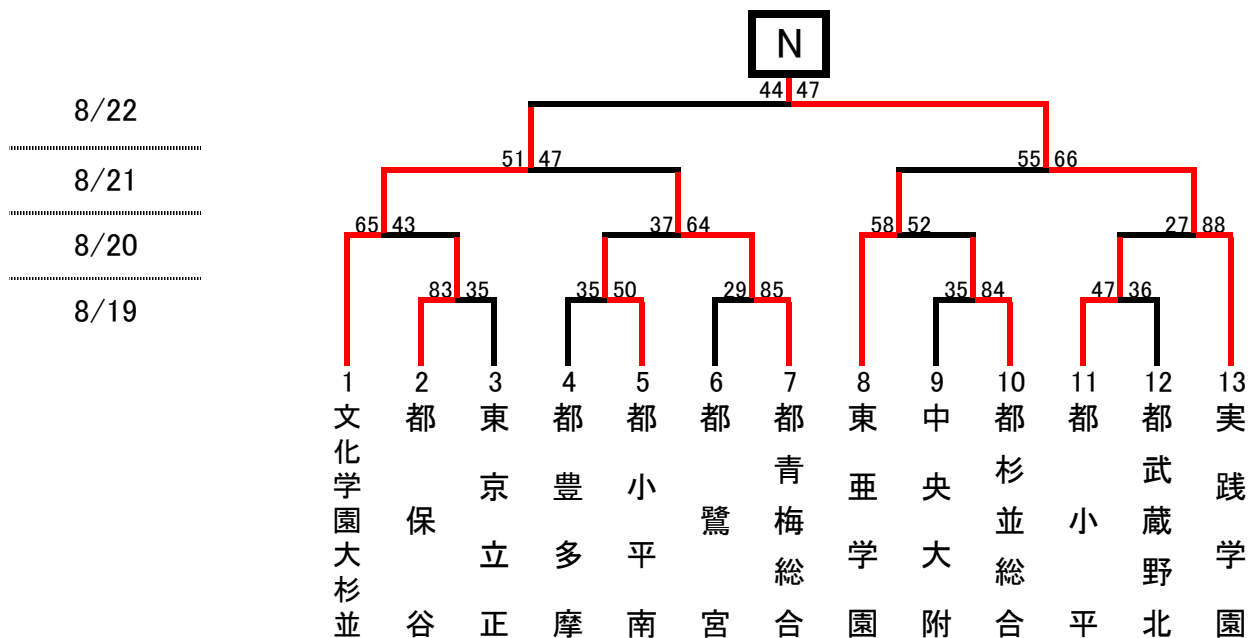 N
44 47
8/22
51 47
55 66
8/21
65 43
37 64
58 52
27 88
8/20
83 35
35 50
29 85
35 84
47 36
8/19
1 2 3 4 5 6 7 8 9 10 11 12 13
文化学園大杉並
都保谷
東京立正
都豊多摩
都小平南
都鷺宮
都青梅総合
東亜学園
中央大附
都杉並総合
都小平
都武蔵野北
実践学園